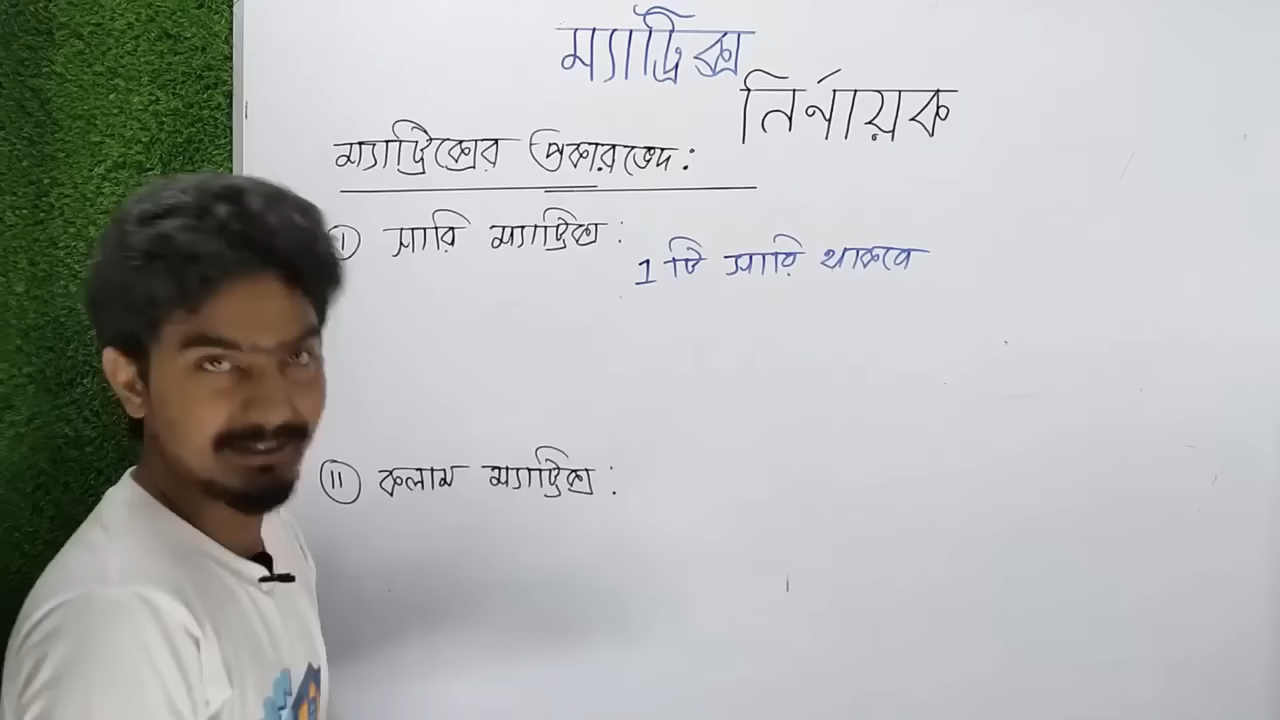 ম্যাট্রিক্স
নির্নায়ক
ম্যাট্রিক্সের প্রকারভেদ :
I সারি ম্যাট্রিক্স :
1 টি সারি থাকবে
II কলাম ম্যাট্রিক্স :